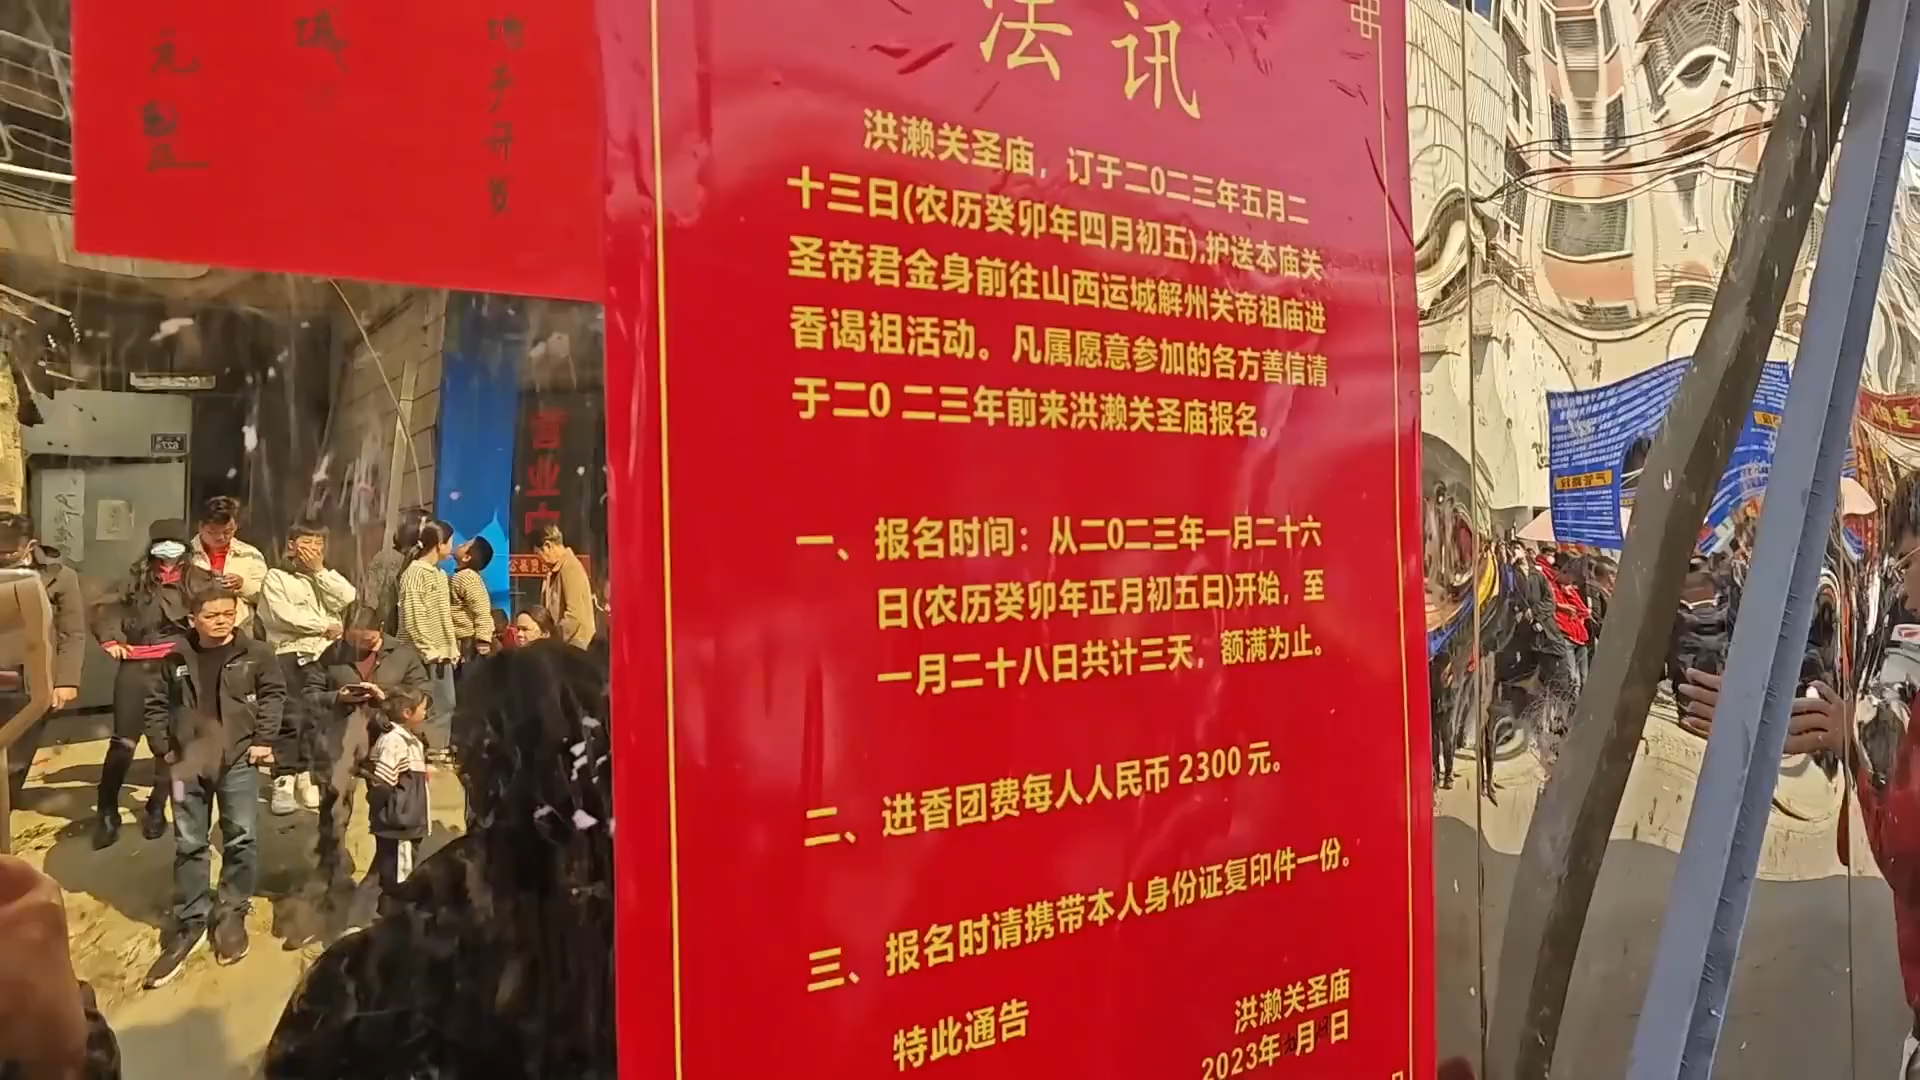 法讯
洪濑关圣庙，订于二0二三年五月二
十三日(农历癸卯年四月初五),护送本庙关
圣帝君金身前往山西运城解州关帝祖庙进
香谒祖活动。凡属愿意参加的各方善信请
于二0 二三年前来洪濑关圣庙报名。
一、报名时间：从二0二三年一月二十六
日(农历癸卯年正月初五日)开始，至
一月二十八日共计三天，额满为止。
二、进香团费每人人民币 2300 元。
三、报名时请携带本人身份证复印件一份。
特此通告
洪濑关圣庙
2023年 月 日
营业